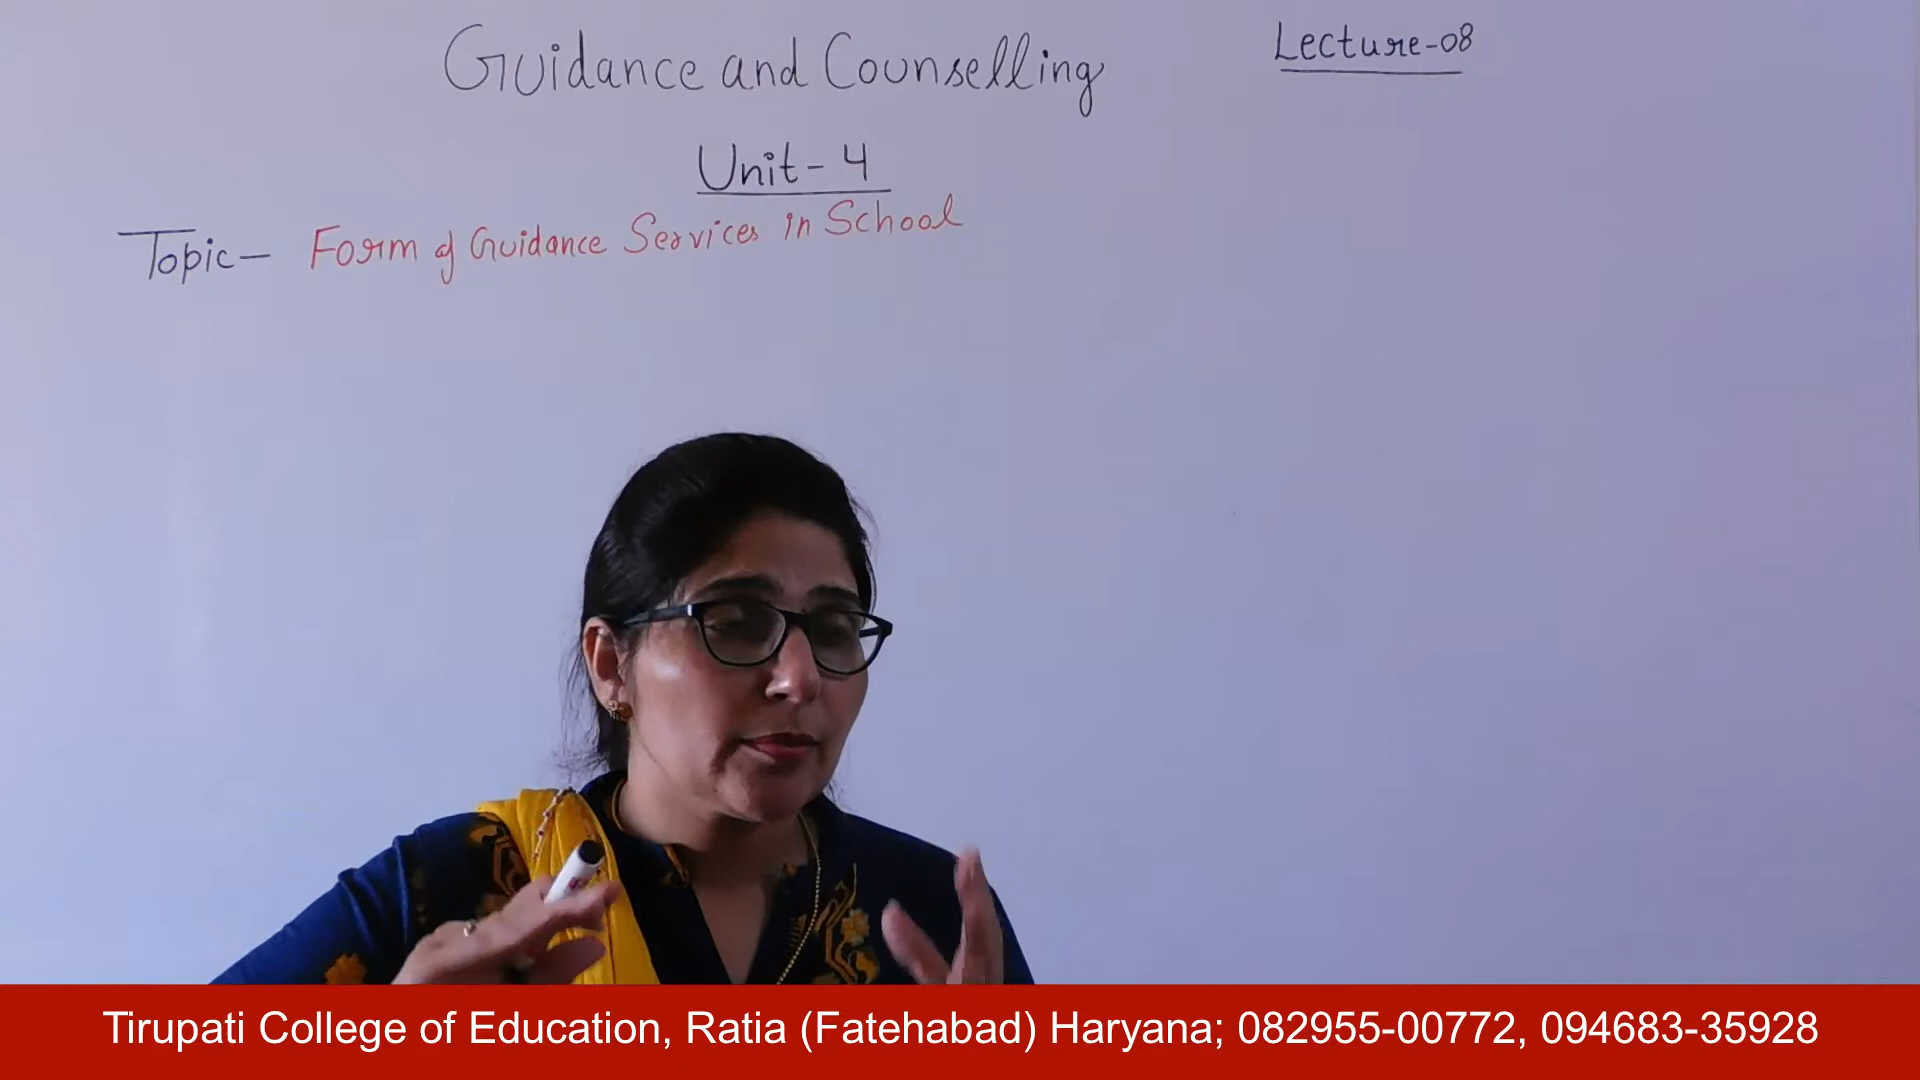 Guidance and Counselling
Lecture-08
Unit-4
Topic- Form of Guidance Services in School
Tirupati College of Education, Ratia (Fatehabad) Haryana; 082955-00772, 094683-35928